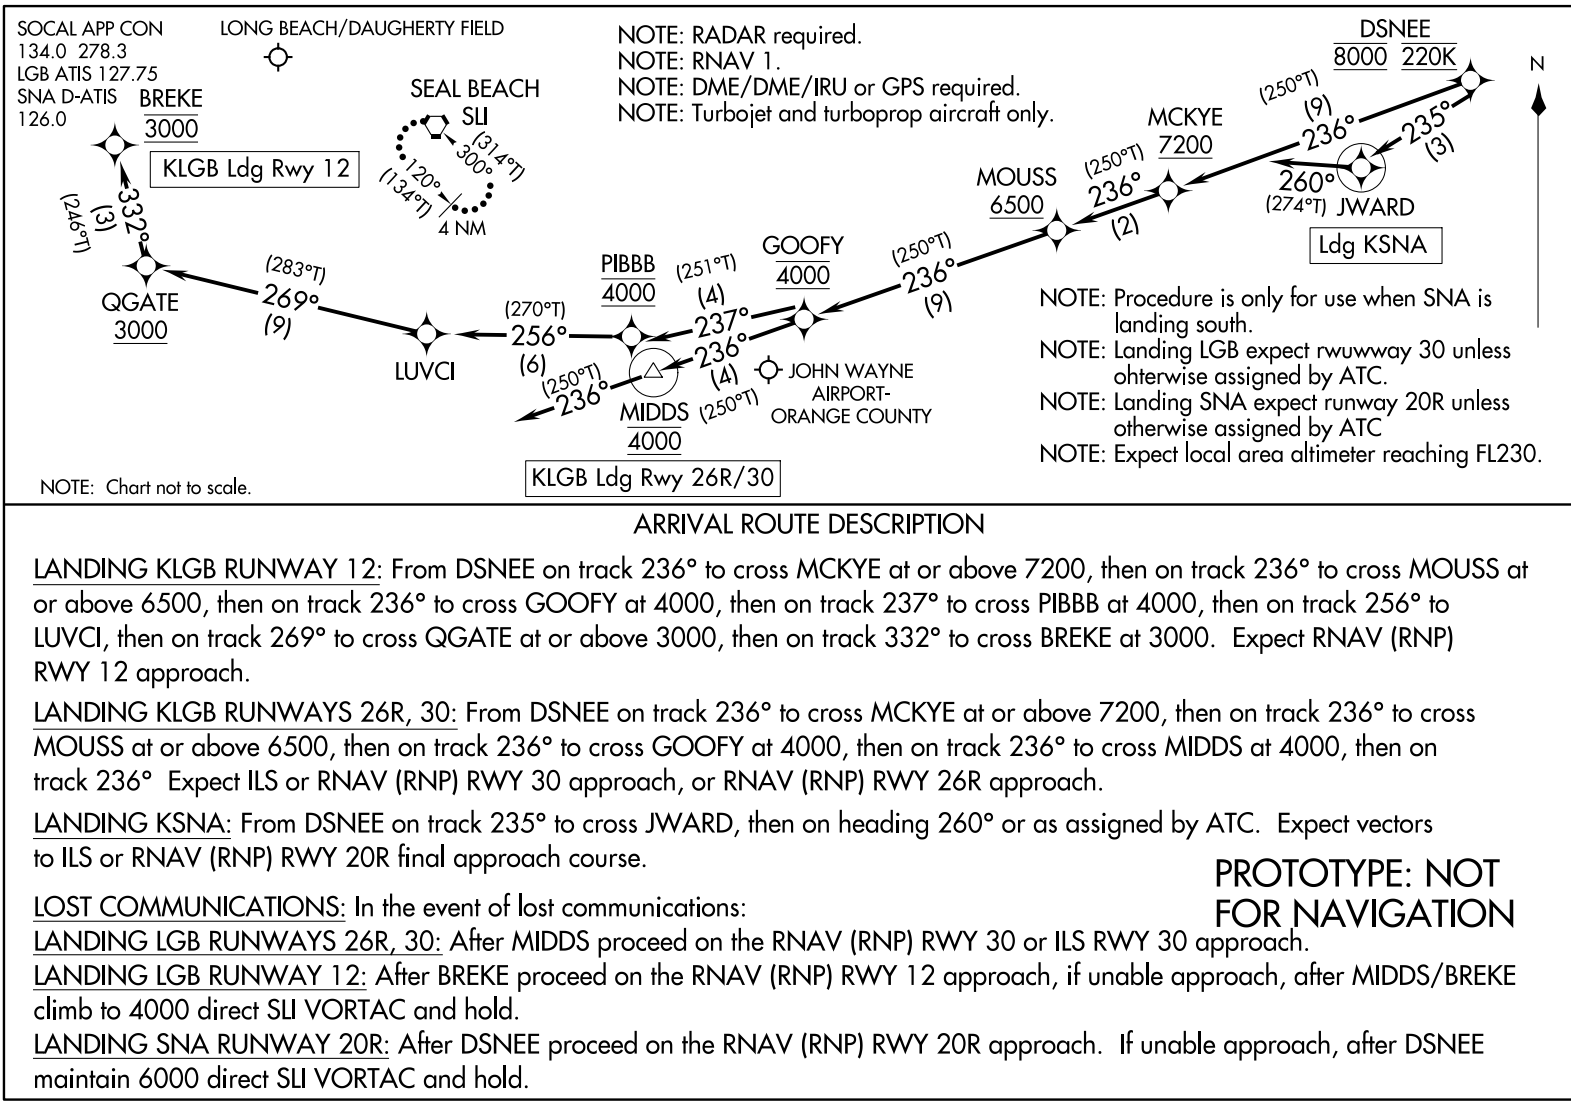 SOCAL APP CON
134.0 278.3
LGB ATIS 127.75
SNA D-ATIS
126.0
BREKE
3000
KLGB Ldg Rwy 12
LONG BEACH/DAUGHERTY FIELD
SEAL BEACH
SLI
(314°T)
300°
120°
(134°T)
4 NM
NOTE: RADAR required.
NOTE: RNAV 1.
NOTE: DME/DME/IRU or GPS required.
NOTE: Turbojet and turboprop aircraft only.
DSNEE
8000 220K
N
(250°T)
(9)
236°
235°
(3)
MCKYE
7200
(250°T)
236°
(2)
260°
(274°T)
JWARD
Ldg KSNA
MOUSS
6500
(250°T)
236°
(9)
GOOFY
4000
PIBBB
4000
(251°T)
(4)
237°
236°
(4)
(250°T)
(246°T)
(3)
332°
QGATE
3000
(283°T)
269°
(9)
LUVCI
(270°T)
256°
(6)
(250°T)
236°
MIDDS
4000
KLGB Ldg Rwy 26R/30
JOHN WAYNE
AIRPORT-
ORANGE COUNTY
NOTE: Procedure is only for use when SNA is
landing south.
NOTE: Landing LGB expect rwuwway 30 unless
ohterwise assigned by ATC.
NOTE: Landing SNA expect runway 20R unless
otherwise assigned by ATC
NOTE: Expect local area altimeter reaching FL230.
NOTE: Chart not to scale.
ARRIVAL ROUTE DESCRIPTION
LANDING KLGB RUNWAY 12: From DSNEE on track 236° to cross MCKYE at or above 7200, then on track 236° to cross MOUSS at
or above 6500, then on track 236° to cross GOOFY at 4000, then on track 237° to cross PIBBB at 4000, then on track 256° to
LUVCI, then on track 269° to cross QGATE at or above 3000, then on track 332° to cross BREKE at 3000. Expect RNAV (RNP)
RWY 12 approach.
LANDING KLGB RUNWAYS 26R, 30: From DSNEE on track 236° to cross MCKYE at or above 7200, then on track 236° to cross
MOUSS at or above 6500, then on track 236° to cross GOOFY at 4000, then on track 236° to cross MIDDS at 4000, then on
track 236° Expect ILS or RNAV (RNP) RWY 30 approach, or RNAV (RNP) RWY 26R approach.
LANDING KSNA: From DSNEE on track 235° to cross JWARD, then on heading 260° or as assigned by ATC. Expect vectors
to ILS or RNAV (RNP) RWY 20R final approach course.
PROTOTYPE: NOT
FOR NAVIGATION
LOST COMMUNICATIONS: In the event of lost communications:
LANDING LGB RUNWAYS 26R, 30: After MIDDS proceed on the RNAV (RNP) RWY 30 or ILS RWY 30 approach.
LANDING LGB RUNWAY 12: After BREKE proceed on the RNAV (RNP) RWY 12 approach, if unable approach, after MIDDS/BREKE
climb to 4000 direct SLI VORTAC and hold.
LANDING SNA RUNWAY 20R: After DSNEE proceed on the RNAV (RNP) RWY 20R approach. If unable approach, after DSNEE
maintain 6000 direct SLI VORTAC and hold.